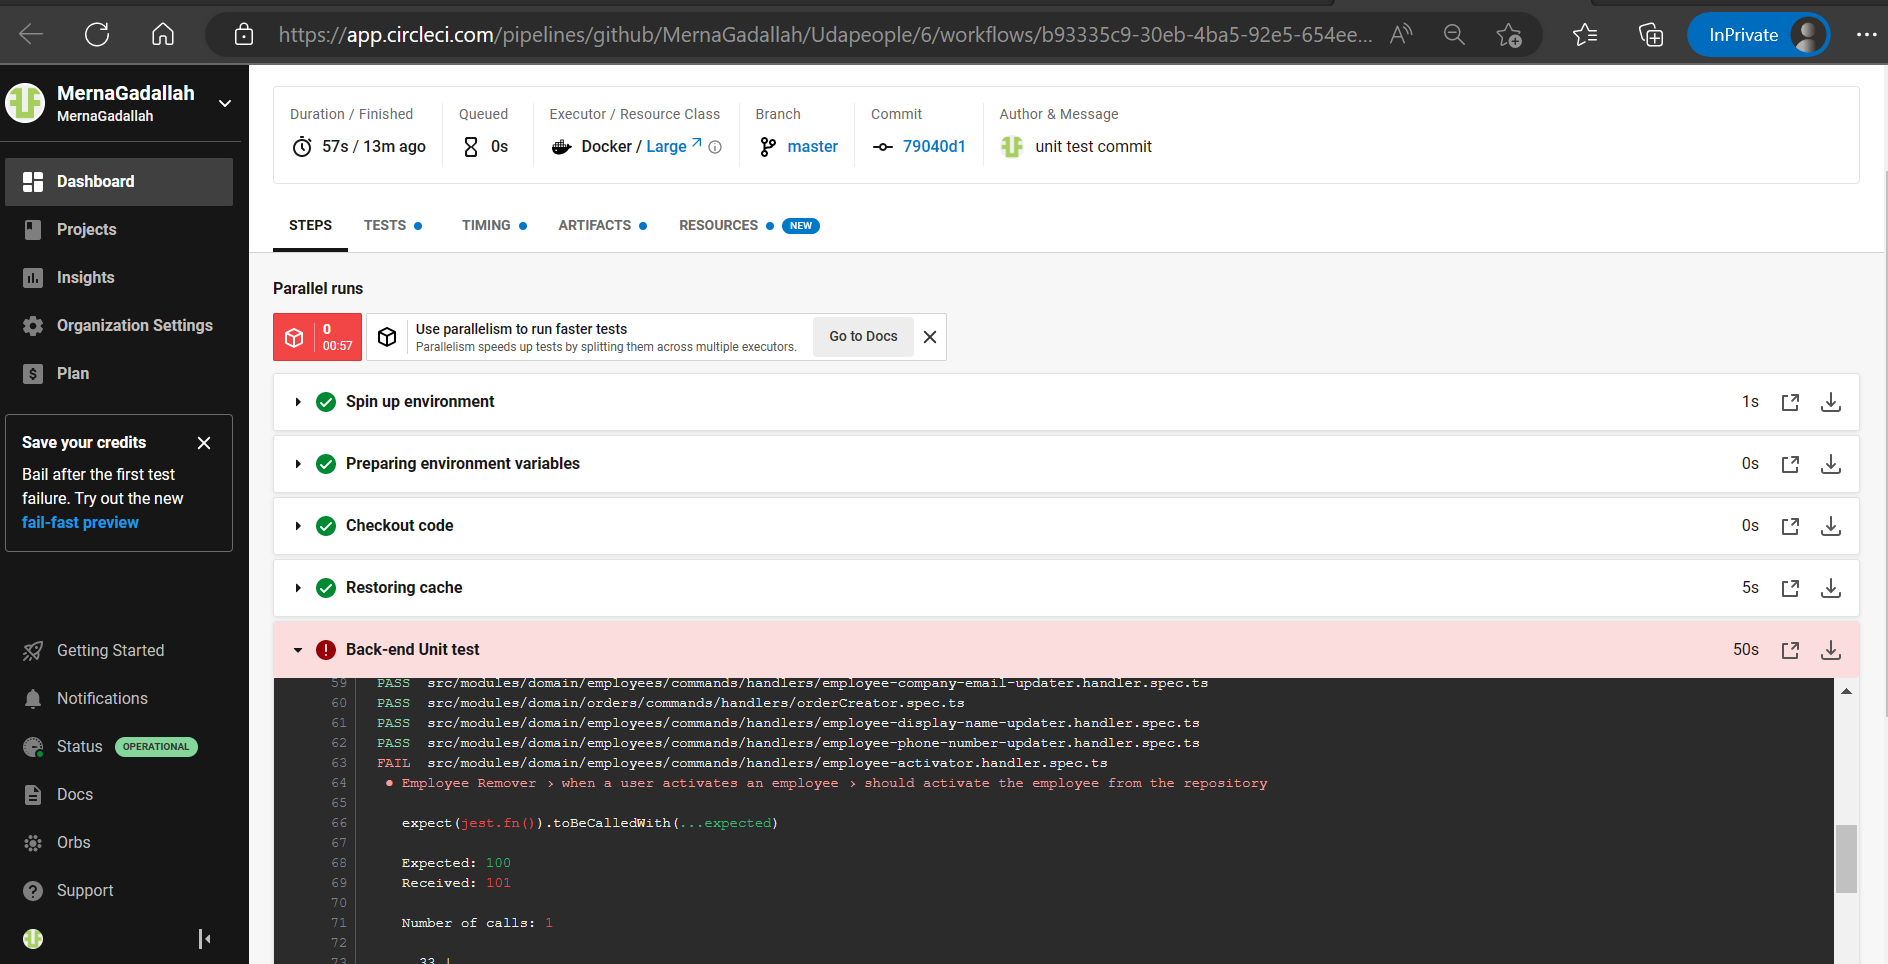 https://app.circleci.com/pipelines/github/MernaGadallah/Udapeople/6/workflows/b93335c9-30eb-4ba5-92e5-654ee...
InPrivate
MernaGadallah
MernaGadallah
Dashboard
Projects
Insights
Organization Settings
Plan
Save your credits
Bail after the first test
failure. Try out the new
fail-fast preview
Getting Started
Notifications
Status OPERATIONAL
Docs
Orbs
Support
Duration / Finished
57s / 13m ago
Queued
0s
Executor / Resource Class
Docker / Large
Branch
master
Commit
79040d1
Author & Message
unit test commit
STEPS TESTS TIMING ARTIFACTS RESOURCES NEW
Parallel runs
0
00:57
Use parallelism to run faster tests
Parallelism speeds up tests by splitting them across multiple executors.
Go to Docs
Spin up environment 1s
Preparing environment variables 0s
Checkout code 0s
Restoring cache 5s
Back-end Unit test 50s
59 PASS src/modules/domain/employees/commands/handlers/employee-company-email-updater.handler.spec.ts
60 PASS src/modules/domain/orders/commands/handlers/orderCreator.spec.ts
61 PASS src/modules/domain/employees/commands/handlers/employee-display-name-updater.handler.spec.ts
62 PASS src/modules/domain/employees/commands/handlers/employee-phone-number-updater.handler.spec.ts
63 FAIL src/modules/domain/employees/commands/handlers/employee-activator.handler.spec.ts
64 ● Employee Remover › when a user activates an employee › should activate the employee from the repository
65
66 expect(jest.fn()).toBeCalledWith(...expected)
67
68 Expected: 100
69 Received: 101
70
71 Number of calls: 1
72
73 33 |